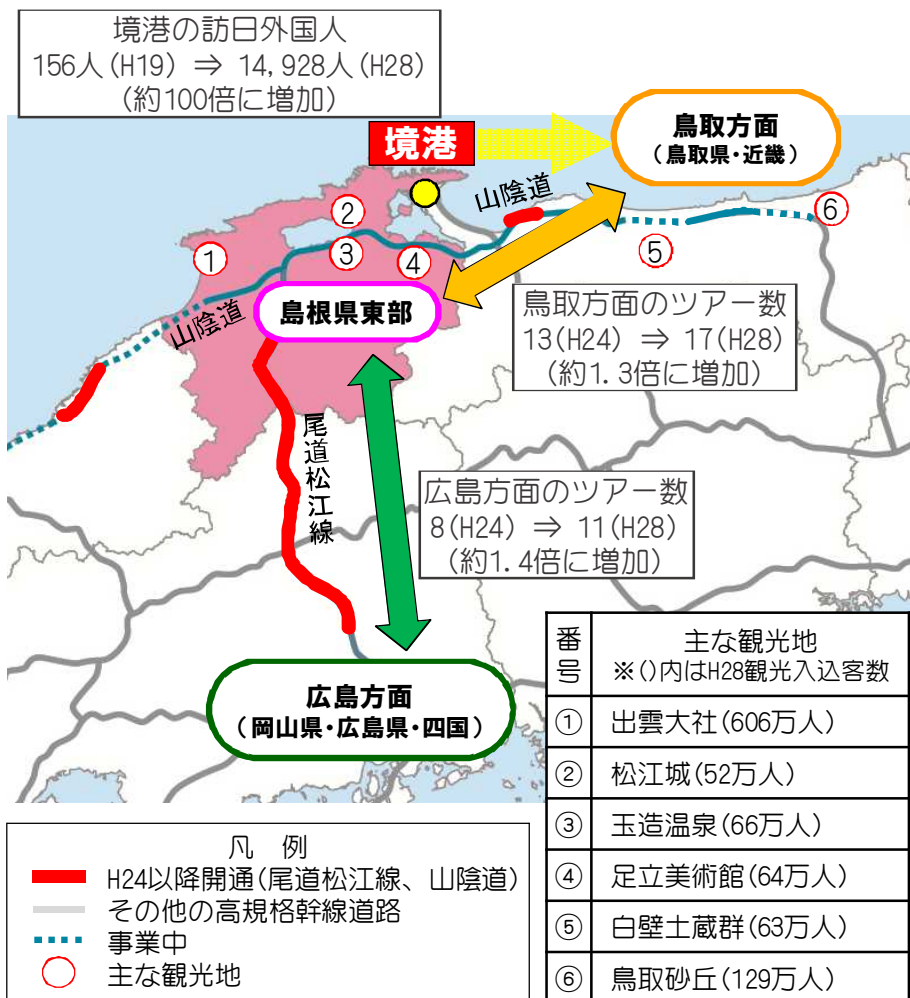 境港の訪日外国人
156人(H19) ⇒ 14,928人(H28)
(約100倍に増加)
境港
鳥取方面
(鳥取県・近畿)
山陰道
②
⑥
①
③
④
⑤
山陰道
島根県東部
鳥取方面のツアー数
13(H24) ⇒ 17(H28)
(約1.3倍に増加)
尾道松江線
広島方面のツアー数
8(H24) ⇒ 11(H28)
(約1.4倍に増加)
広島方面
(岡山県・広島県・四国)
番号 主な観光地
※()内はH28観光入込客数
① 出雲大社(606万人)
② 松江城(52万人)
③ 玉造温泉(66万人)
④ 足立美術館(64万人)
⑤ 白壁土蔵群(63万人)
⑥ 鳥取砂丘(129万人)
凡 例
H24以降開通(尾道松江線、山陰道)
その他の高規格幹線道路
事業中
主な観光地